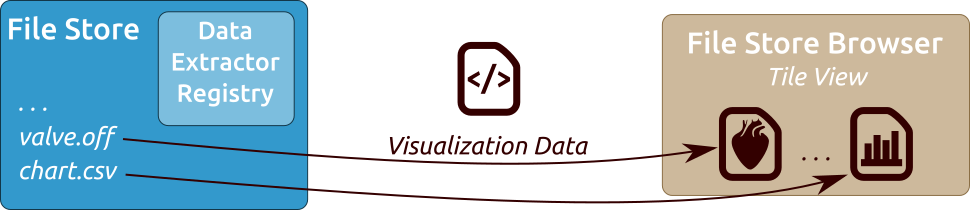 File Store
Data
Extractor
Registry
. . .
valve.off
chart.csv
</>
Visualization Data
File Store Browser
Tile View
. . .